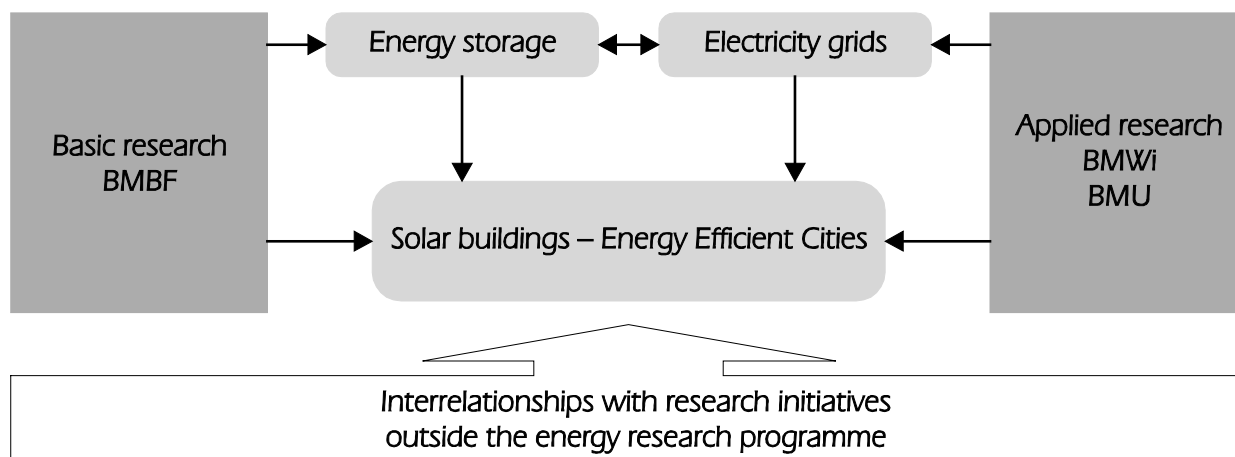 Energy storage
Electricity grids
Basic research
BMBF
Applied research
BMWi
BMU
Solar buildings – Energy Efficient Cities
Interrelationships with research initiatives
outside the energy research programme